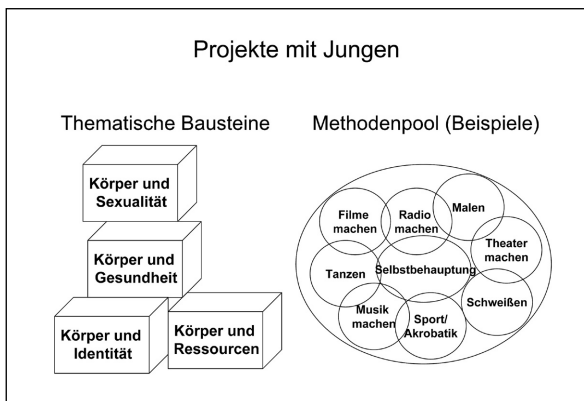 Projekte mit Jungen
Thematische Bausteine
Körper und
Sexualität
Körper und
Gesundheit
Körper und
Identität
Körper und
Ressourcen
Methodenpool (Beispiele)
Filme
machen
Radio
machen
Malen
Theater
machen
Tanzen
Selbstbehauptung
Schweißen
Musik
machen
Sport/
Akrobatik